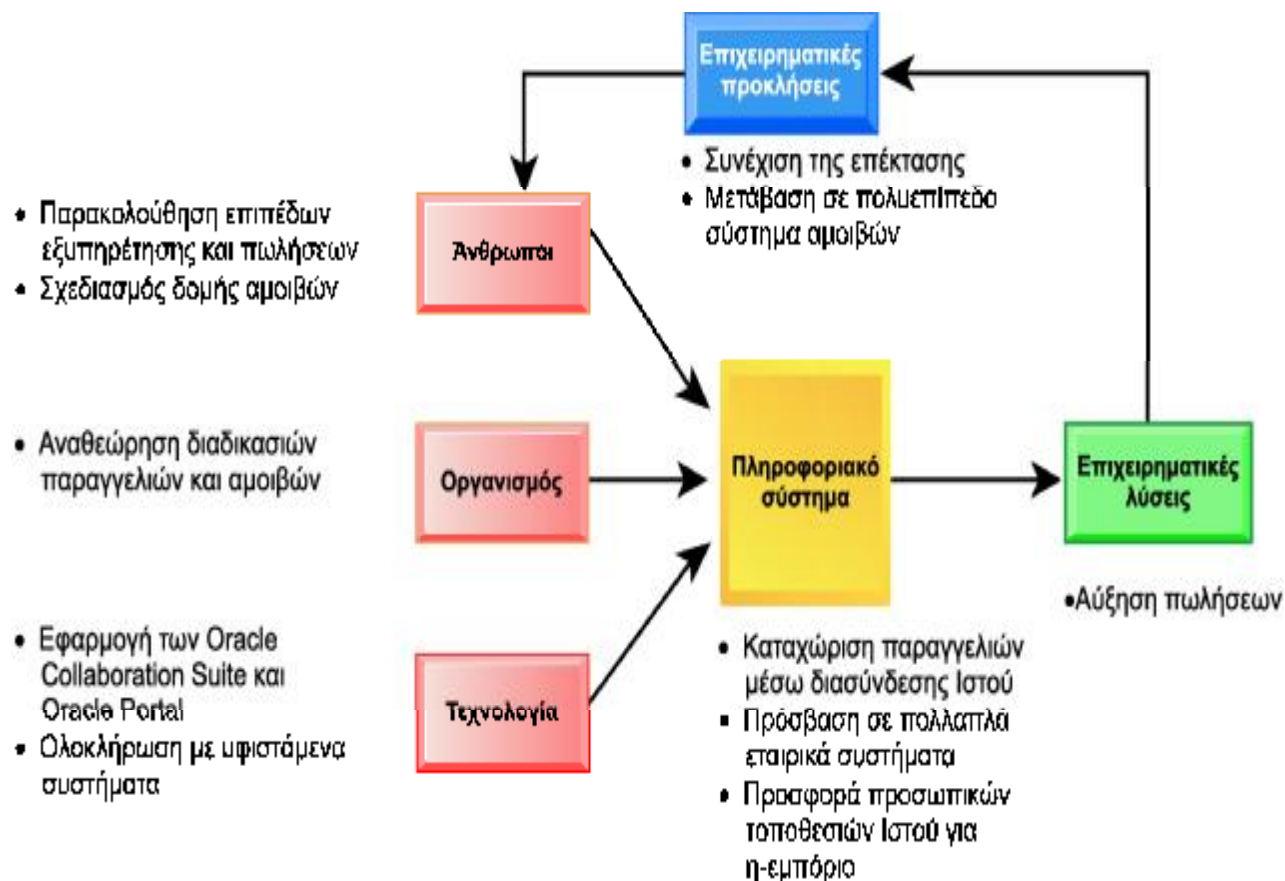 Επιχειρηματικές
προκλήσεις
• Συνέχιση της επέκτασης
• Μετάβαση σε πολυεπίπεδο
σύστημα αμοιβών
• Παρακολούθηση επιπέδων
εξυπηρέτησης και πωλήσεων
• Σχεδιασμός δομής αμοιβών
Άνθρωποι
• Αναθεώρηση διαδικασιών
παραγγελιών και αμοιβών
Οργανισμός
Πληροφοριακό
σύστημα
Επιχειρηματικές
λύσεις
•Αύξηση πωλήσεων
• Εφαρμογή των Oracle
Collaboration Suite και
Oracle Portal
• Ολοκλήρωση με υφιστάμενα
συστήματα
Τεχνολογία
• Καταχώριση παραγγελιών
μέσω διασύνδεσης Ιστού
• Πρόσβαση σε πολλαπλά
εταιρικά συστήματα
• Προσφορά προσωπικών
τοποθεσιών Ιστού για
η-εμπόριο